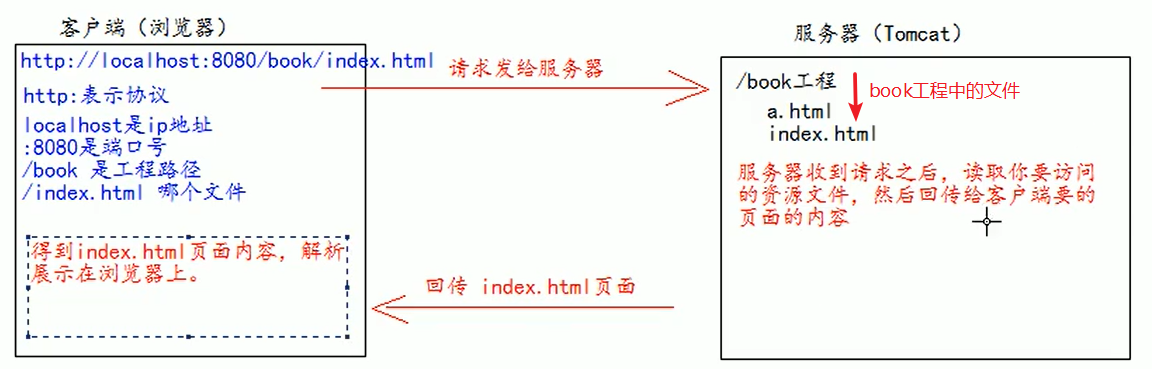 客户端（浏览器）
http://localhost:8080/book/index.html
http:表示协议
localhost是ip地址
:8080是端口号
/book 是工程路径
/index.html 哪个文件
得到index.html页面内容，解析
展示在浏览器上。
请求发给服务器
回传 index.html页面
服务器（Tomcat）
/book工程
book工程中的文件
a.html
index.html
服务器收到请求之后，读取你要访问
的资源文件，然后回传给客户端要的
页面的内容